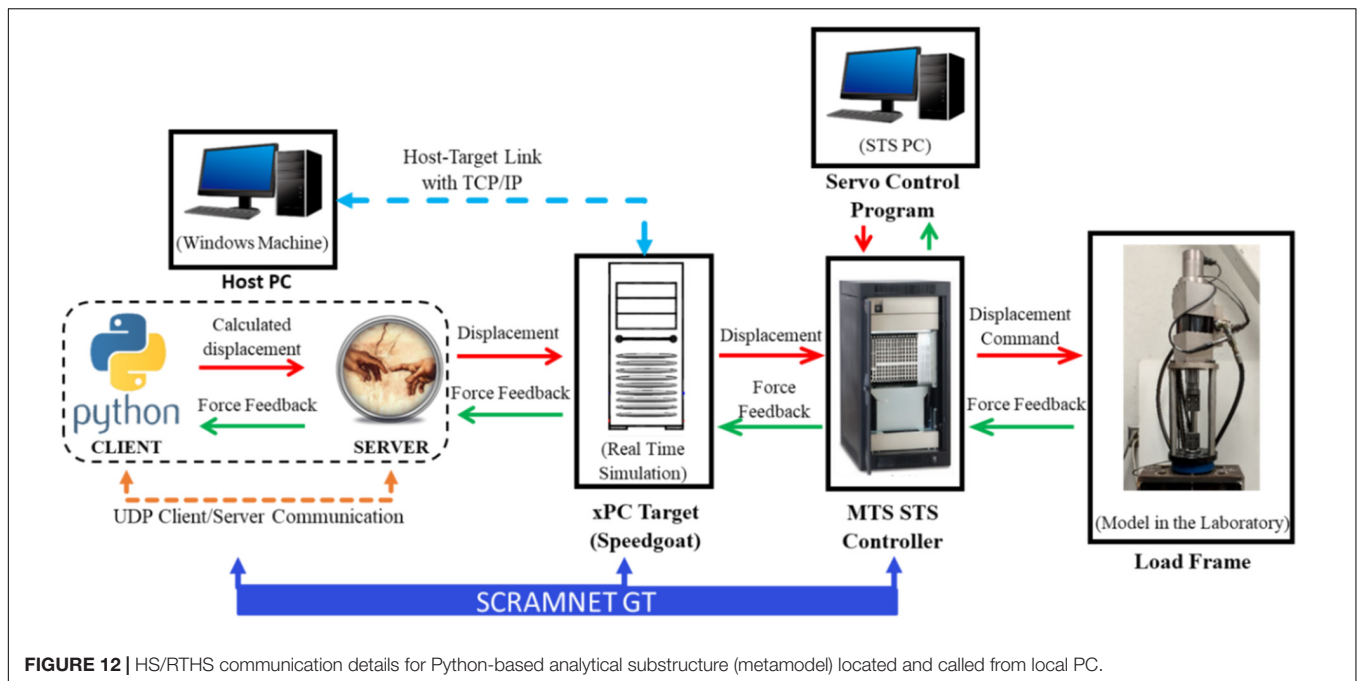 (STS PC)
Servo Control
Program
Host-Target Link
with TCP/IP
(Windows Machine)
Host PC
Calculated
displacement
Force Feedback
python
CLIENT
SERVER
UDP Client/Server Communication
Displacement
Force Feedback
(Real Time
Simulation)
xPC Target
(Speedgoat)
Displacement
Force
Feedback
MTS STS
Controller
Displacement
Command
Force Feedback
(Model in the Laboratory)
Load Frame
SCRAMNET GT
FIGURE 12 | HS/RTHS communication details for Python-based analytical substructure (metamodel) located and called from local PC.